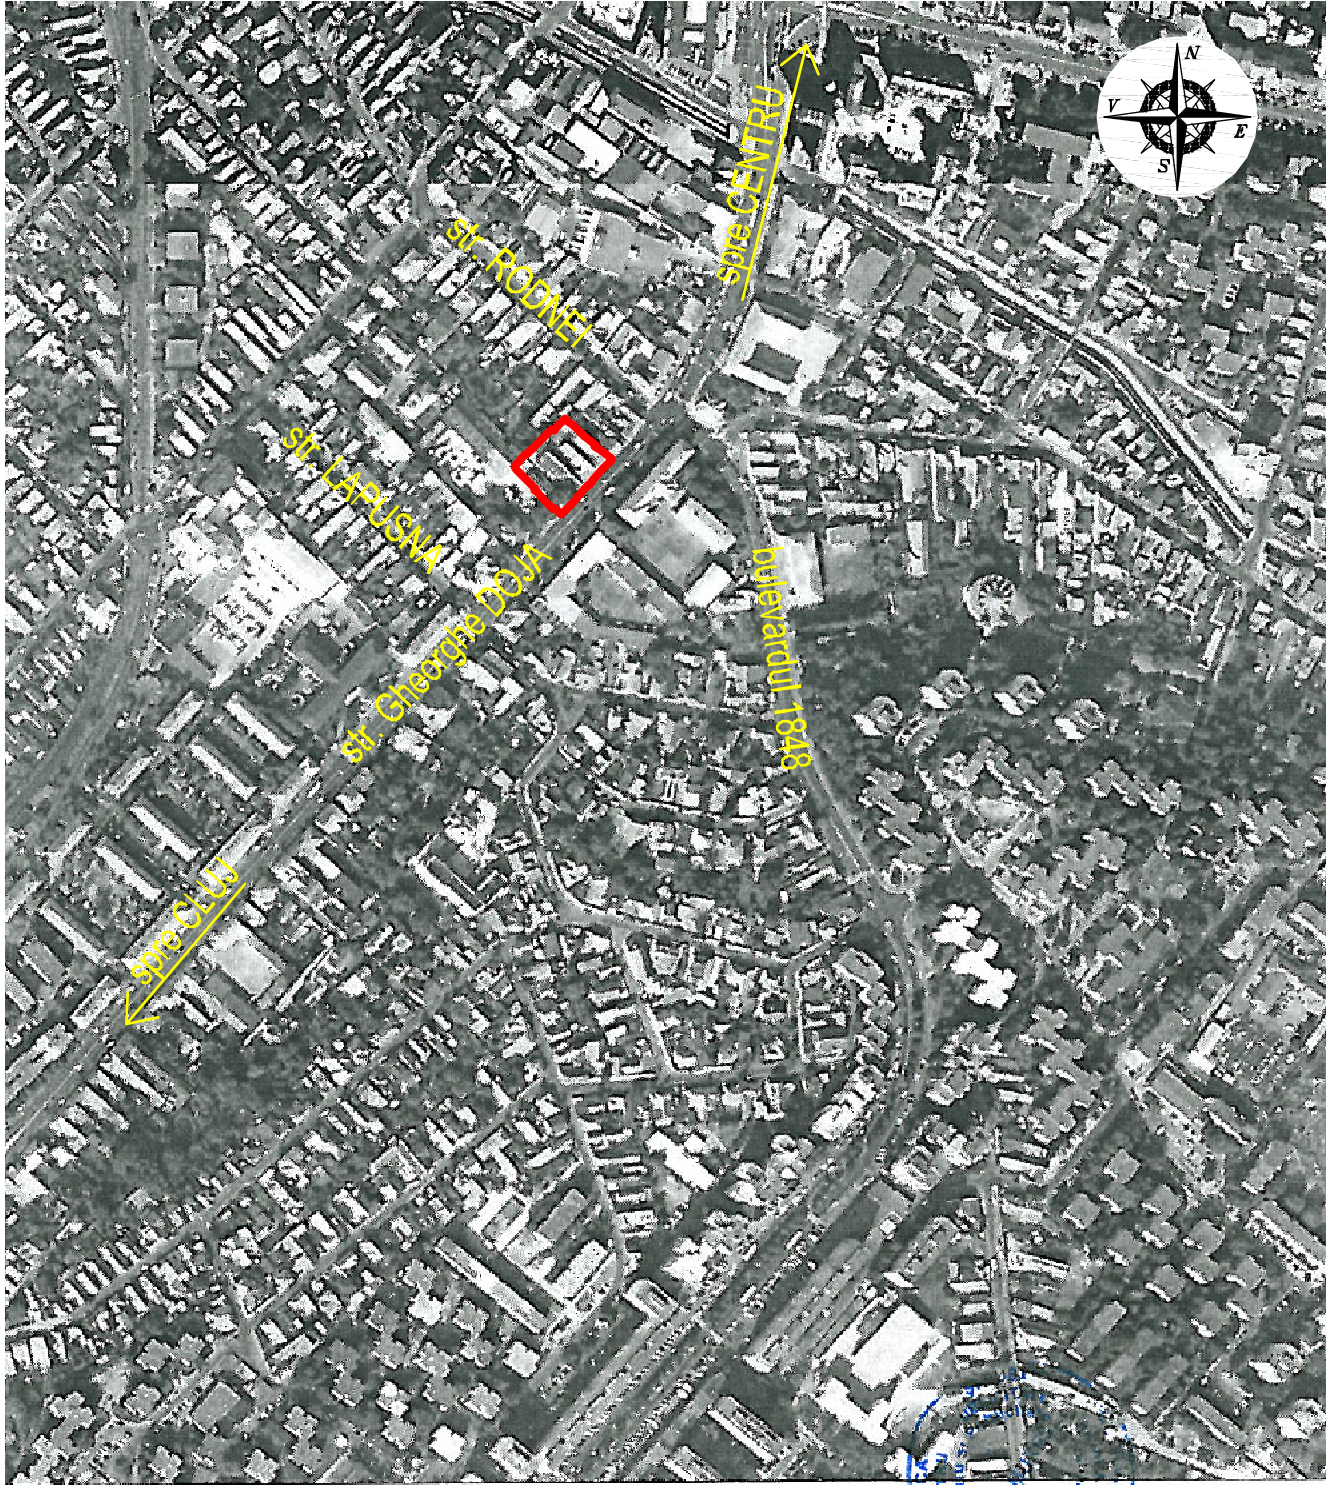 N
V
E
S
spre CENTRU
str. RODNEI
str. LAPUSNA
str. Gheorghe DOJA
bulevardul 1848
spre CLUJ